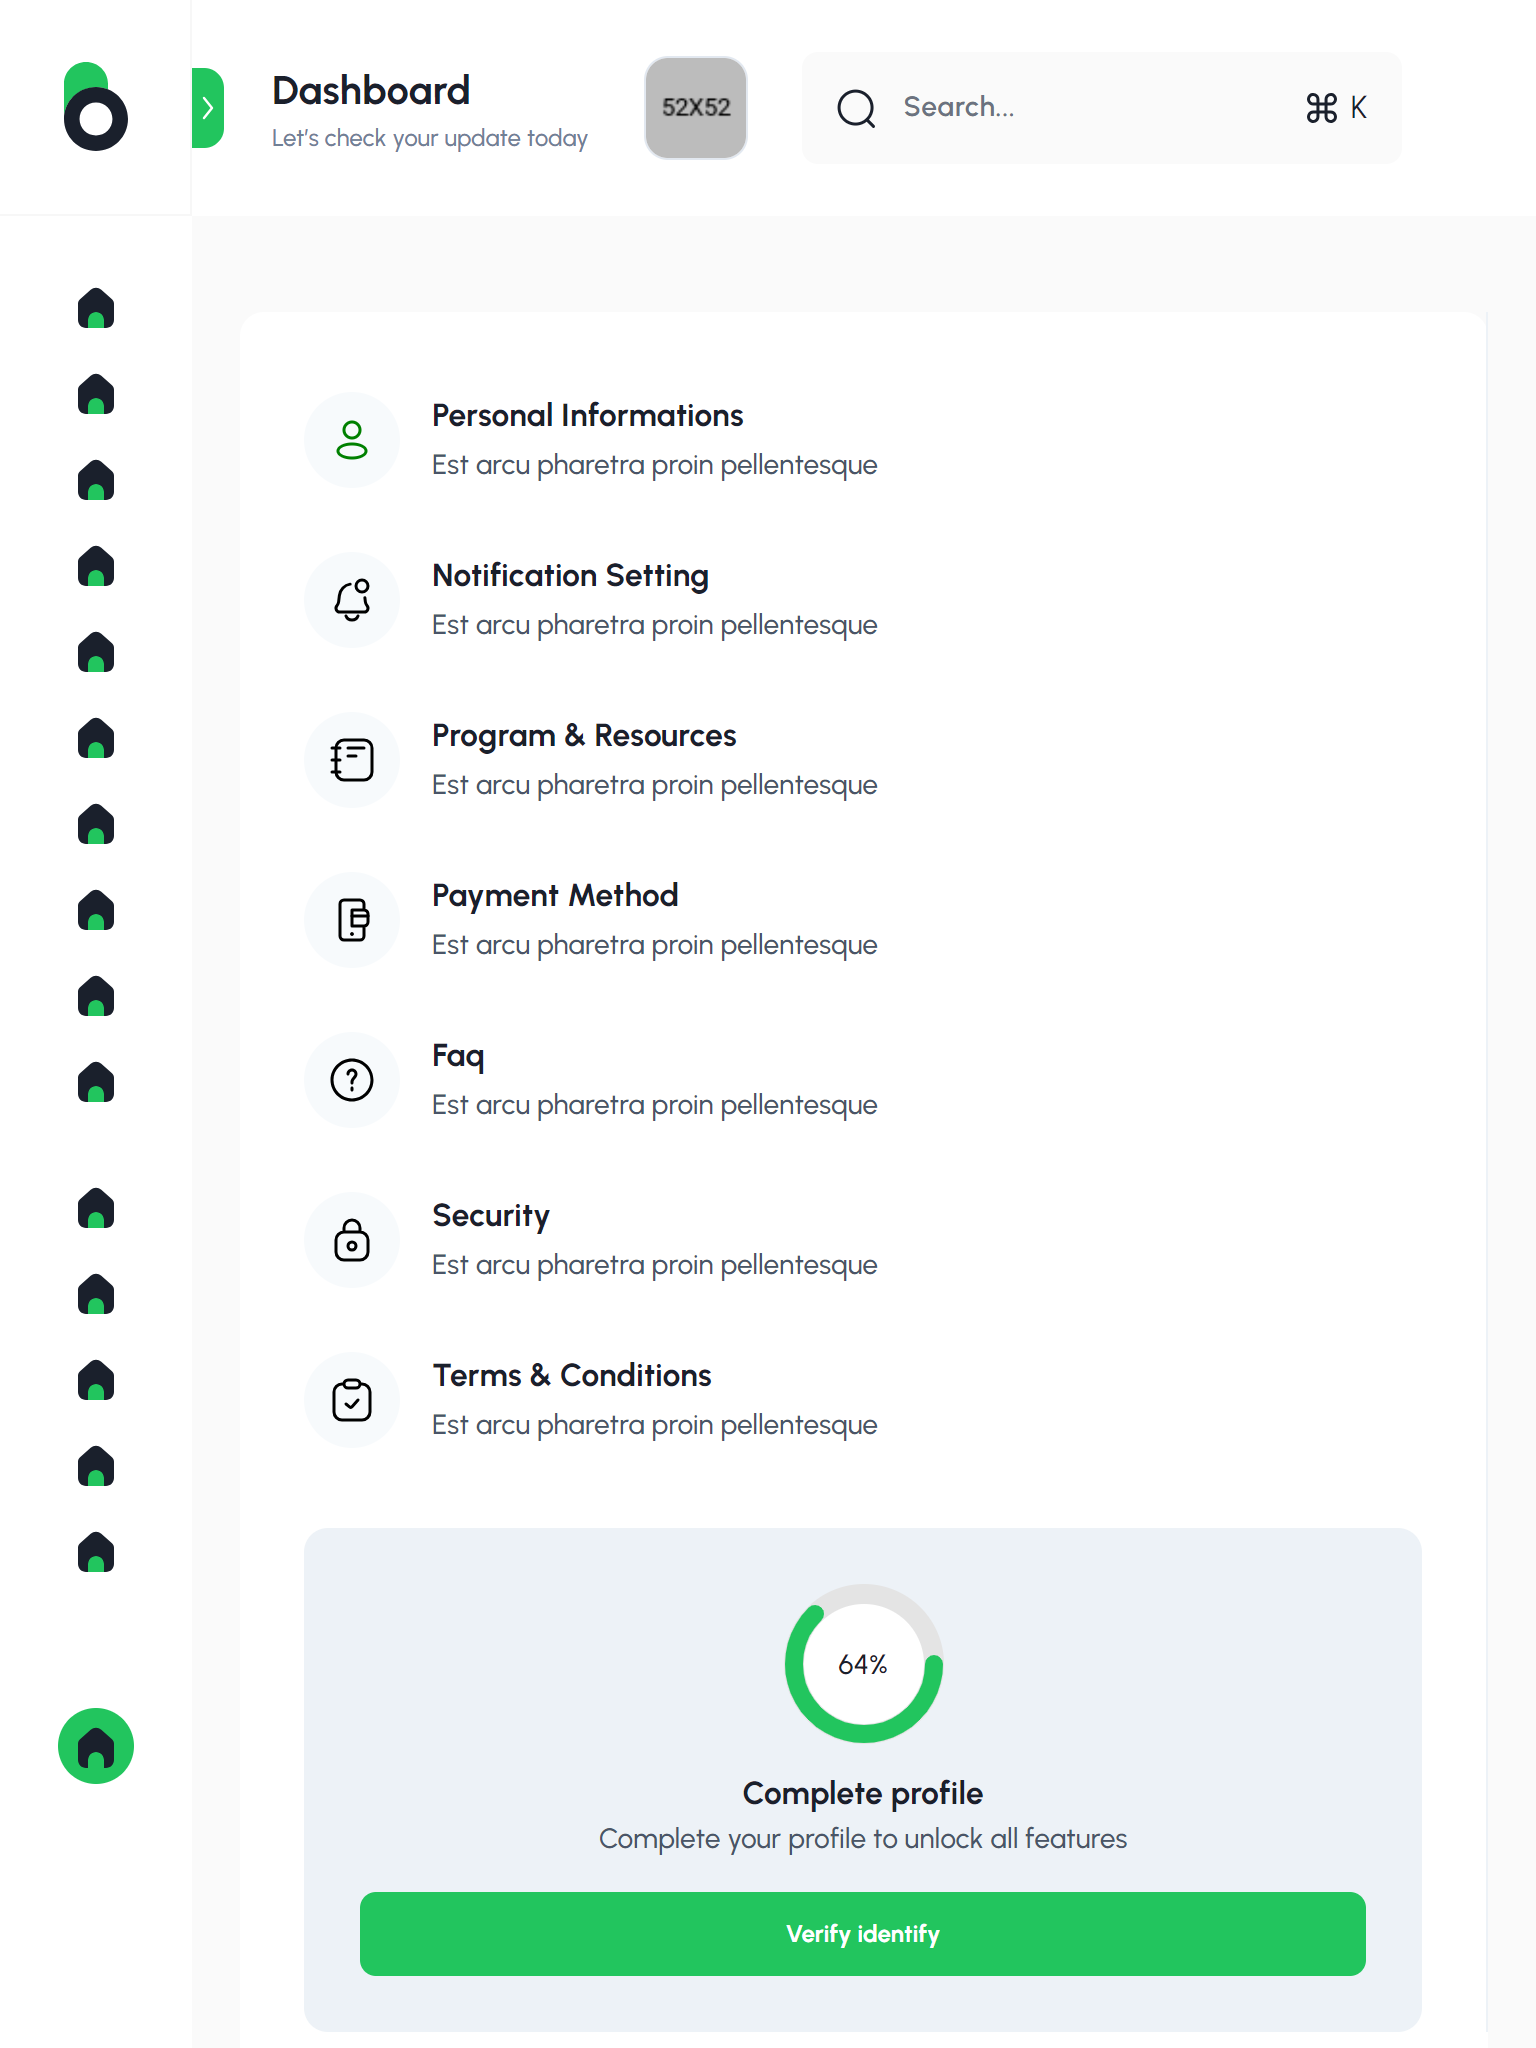 Dashboard
Let's check your update today
52X52
Search...
⌘ K
Personal Informations
Est arcu pharetra proin pellentesque
Notification Setting
Est arcu pharetra proin pellentesque
Program & Resources
Est arcu pharetra proin pellentesque
Payment Method
Est arcu pharetra proin pellentesque
Faq
Est arcu pharetra proin pellentesque
Security
Est arcu pharetra proin pellentesque
Terms & Conditions
Est arcu pharetra proin pellentesque
64%
Complete profile
Complete your profile to unlock all features
Verify identify